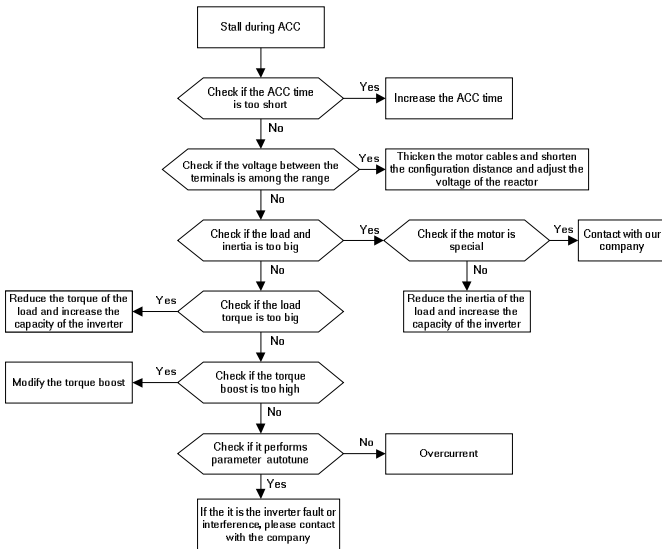 Stall during ACC
Check if the ACC time
is too short
Yes
Increase the ACC time
No
Check if the voltage between the
terminals is among the range
Yes
Thicken the motor cables and shorten
the configuration distance and adjust the
voltage of the reactor
No
Check if the load and
inertia is too big
Yes
Check if the motor is
special
Yes
Contact with our
company
No
No
Reduce the inertia of the
load and increase the
capacity of the inverter
Check if the load
torque is too big
Yes
Reduce the torque of the
load and increase the
capacity of the inverter
No
Check if the torque
boost is too high
Yes
Modify the torque boost
No
Check if it performs
parameter autotune
No
Overcurrent
Yes
If the it is the inverter fault or
interference, please contact
with the company